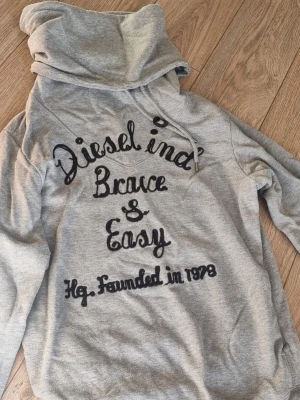 Diesel ind'
Brave
&
Easy
Hq. Founded in 1978